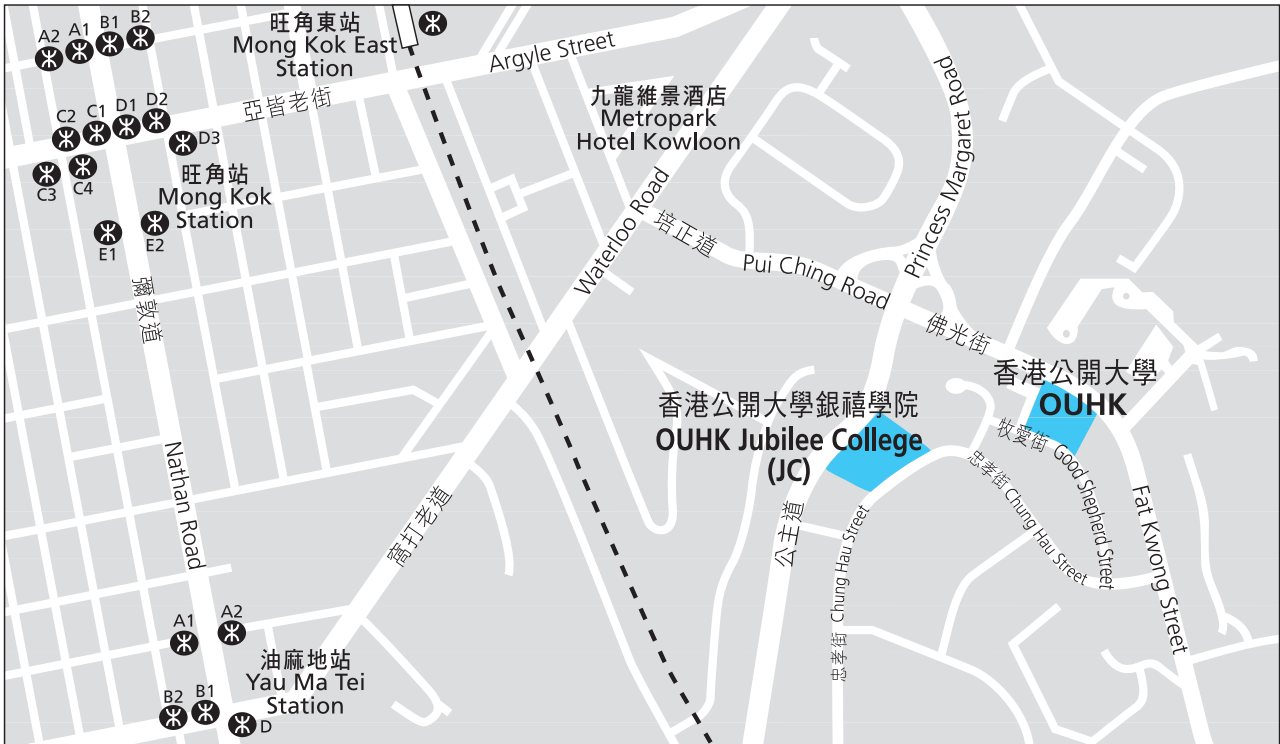 A2
A1
B1
B2
旺角東站
Mong Kok East
Station
Argyle Street
亞皆老街
C2
C1
D1
D2
D3
C3
C4
旺角站
Mong Kok
Station
E1
E2
彌敦道
Nathan Road
九龍維景酒店
Metropark
Hotel Kowloon
Waterloo Road
窩打老道
培正道
Pui Ching Road
Princess Margaret Road
公主道
佛光街
Fat Kwong Street
香港公開大學
OUHK
香港公開大學銀禧學院
OUHK Jubilee College
(JC)
牧愛街 Good Shepherd Street
忠孝街 Chung Hau Street
忠孝街 Chung Hau Street
A1
A2
油麻地站
Yau Ma Tei
Station
B2
B1
D